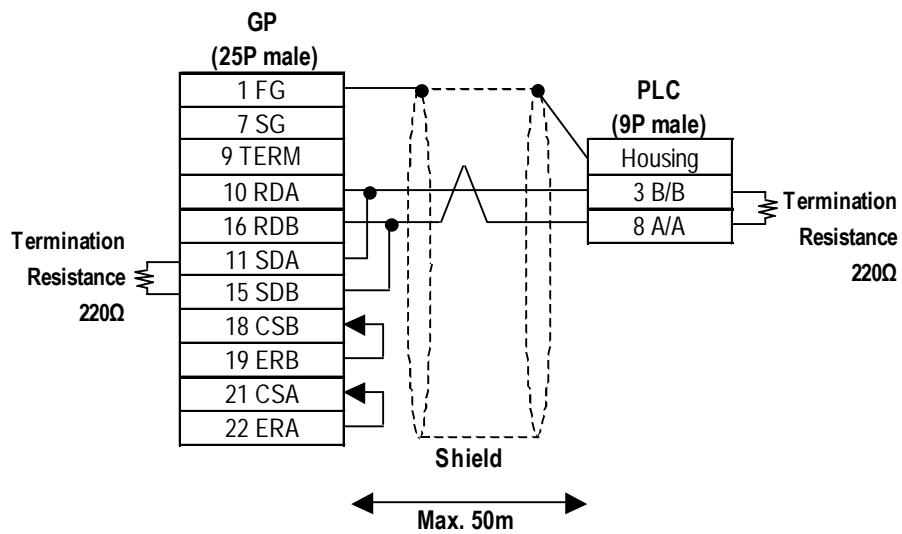 GP
(25P male)
1 FG
7 SG
9 TERM
10 RDA
16 RDB
11 SDA
15 SDB
18 CSB
19 ERB
21 CSA
22 ERA
Termination
Resistance
220Ω
PLC
(9P male)
Housing
3 B/B
8 A/A
Termination
Resistance
220Ω
Shield
Max. 50m